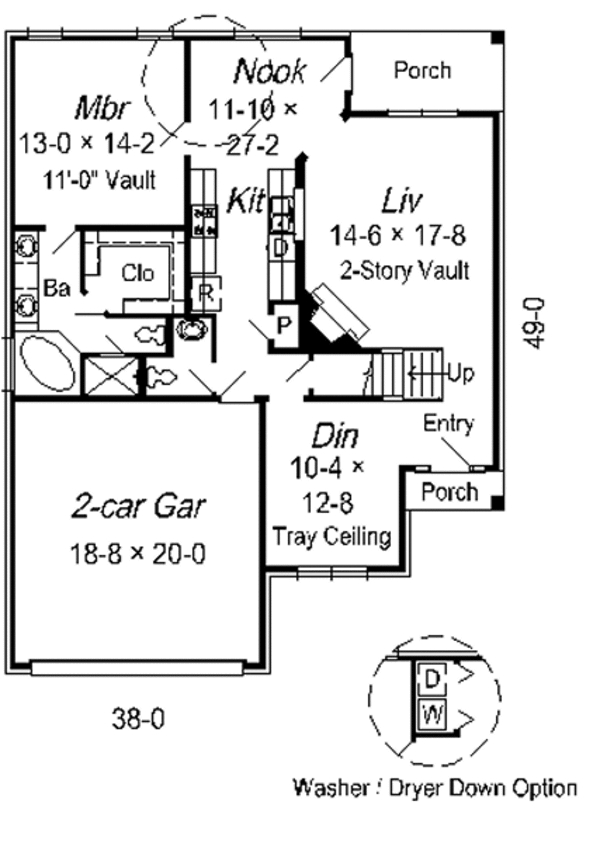 Nook
11-10 ×
27-2
Porch
Mbr
13-0 × 14-2
11'-0" Vault
Kit
Liv
14-6 × 17-8
2-Story Vault
D
Clo
Ba
R
P
49-0
Up
Entry
Din
10-4 ×
12-8
Tray Ceiling
Porch
2-car Gar
18-8 × 20-0
38-0
D
W
Washer / Dryer Down Option